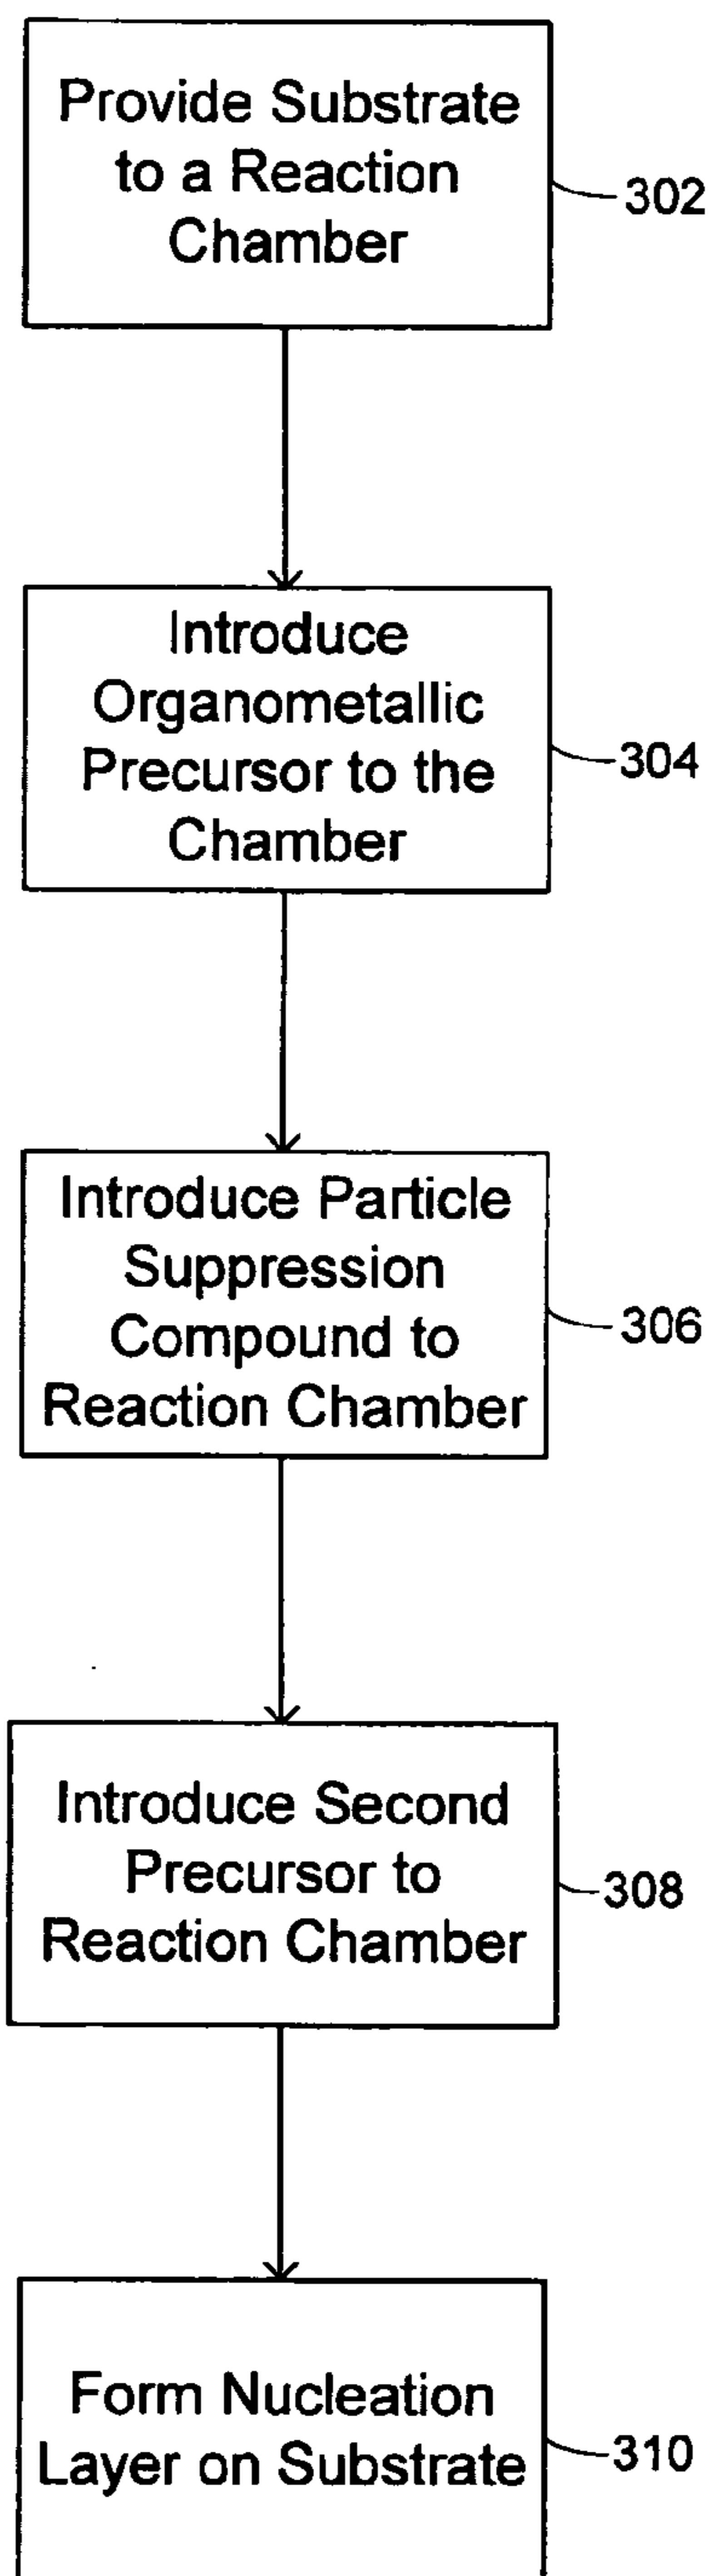 Provide Substrate
to a Reaction
Chamber
302
Introduce
Organometallic
Precursor to the
Chamber
304
Introduce Particle
Suppression
Compound to
Reaction Chamber
306
Introduce Second
Precursor to
Reaction Chamber
308
Form Nucleation
Layer on Substrate
310